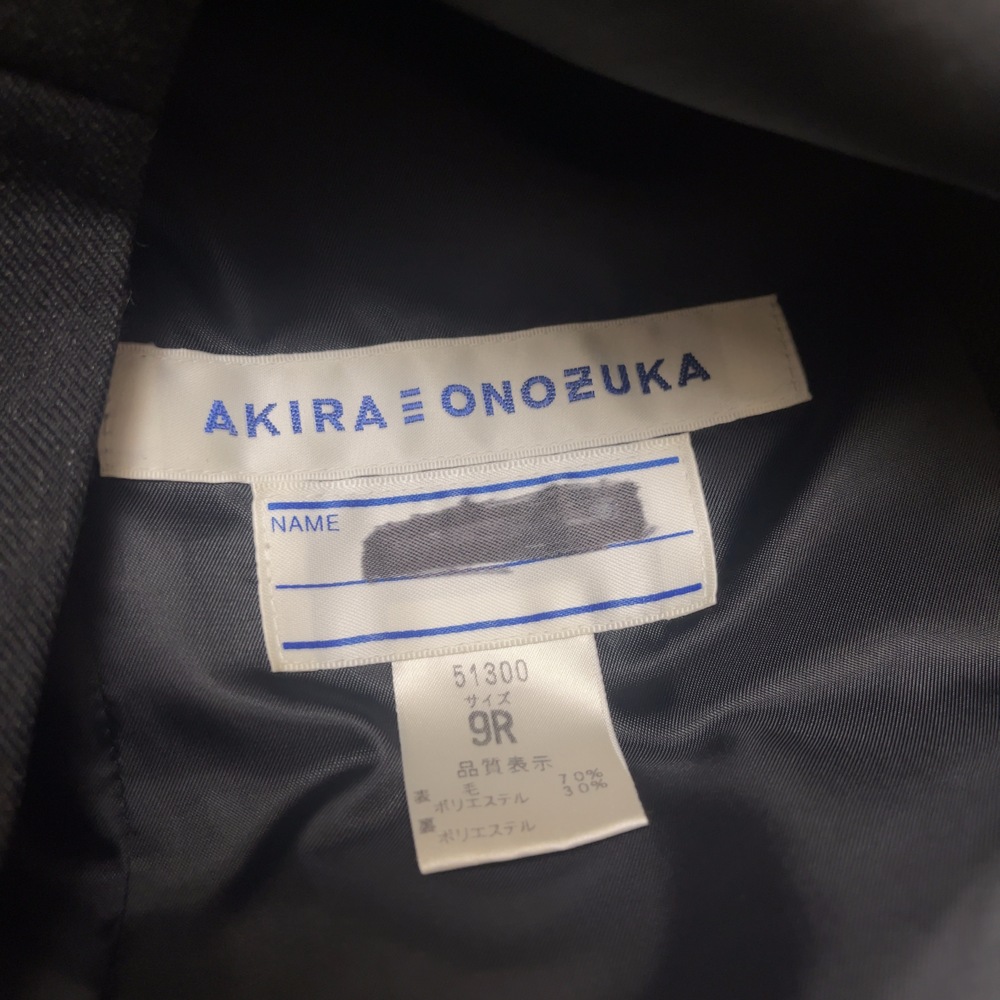 AKIRA ONOZUKA
NAME
51300
サイズ
9R
品質表示
表 毛 70%
ポリエステル 30%
裏 ポリエステル